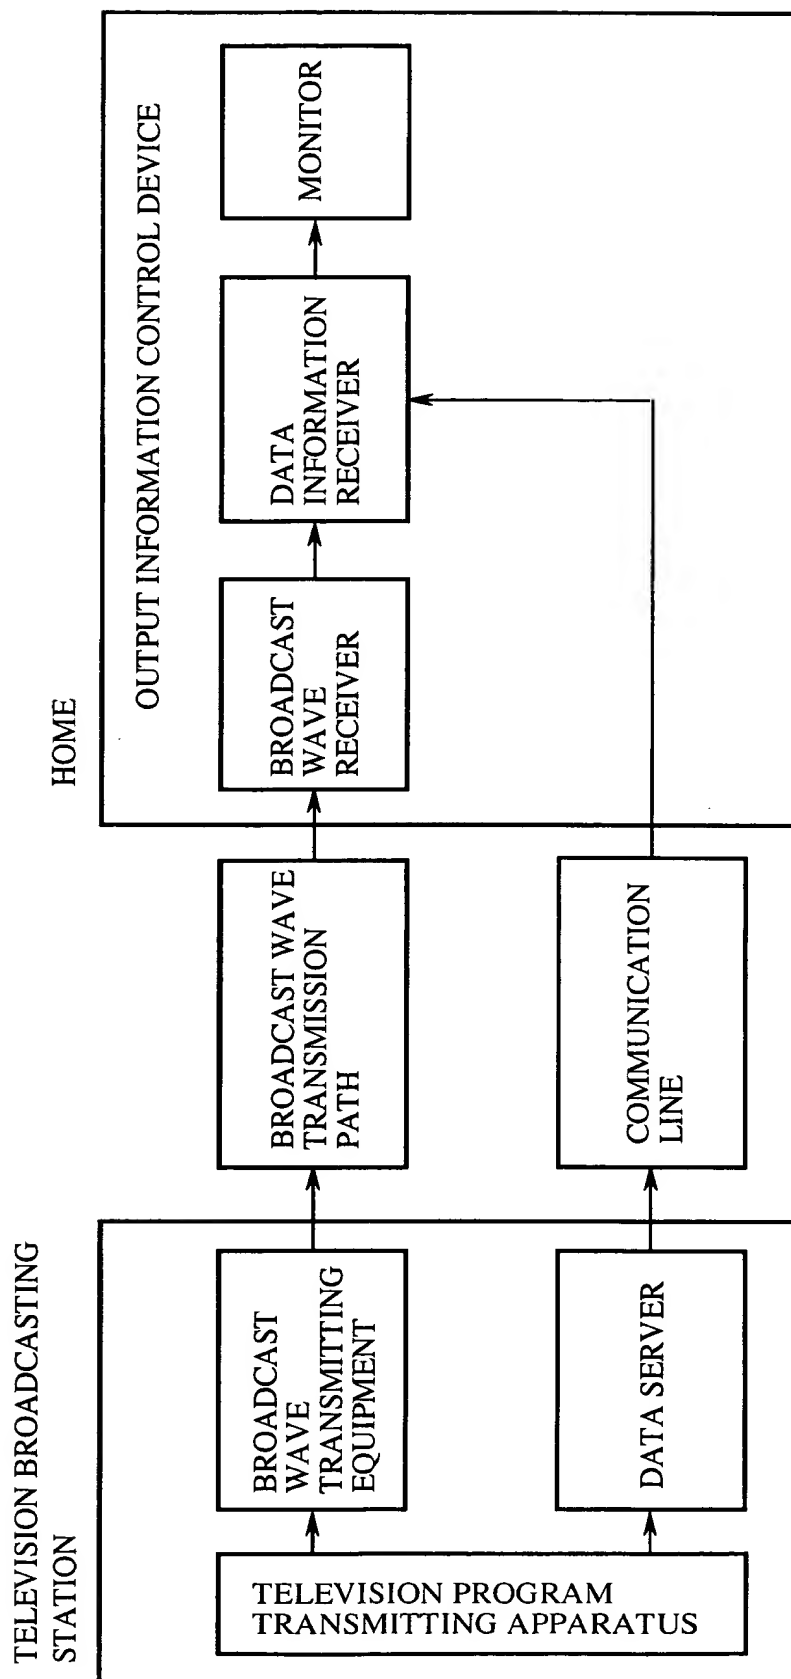 TELEVISION BROADCASTING
STATION
TELEVISION PROGRAM
TRANSMITTING APPARATUS
BROADCAST
WAVE
TRANSMITTING
EQUIPMENT
DATA SERVER
BROADCAST WAVE
TRANSMISSION
PATH
COMMUNICATION
LINE
HOME
OUTPUT INFORMATION CONTROL DEVICE
BROADCAST
WAVE
RECEIVER
DATA
INFORMATION
RECEIVER
MONITOR